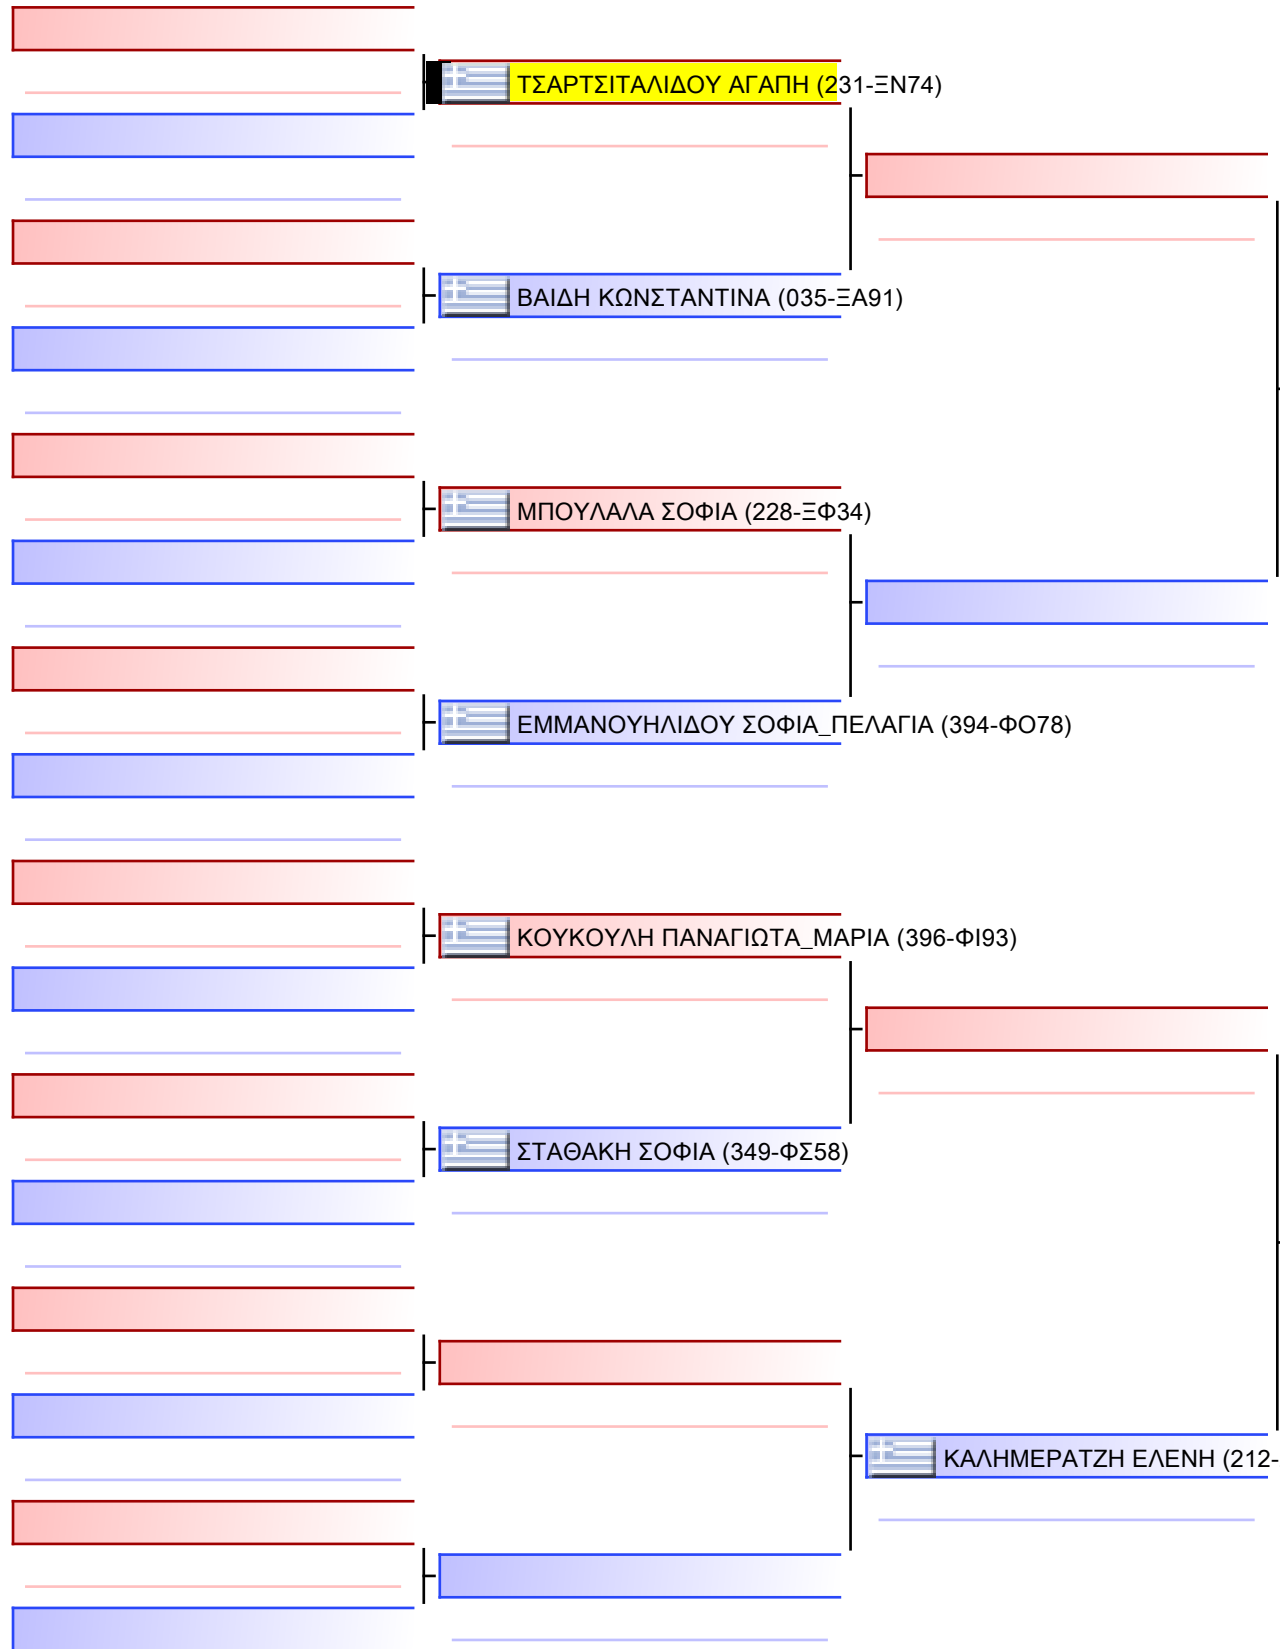 ΤΣΑΡΤΣΙΤΑΛΙΔΟΥ ΑΓΑΠΗ (231-ΞΝ74)
ΒΑΙΔΗ ΚΩΝΣΤΑΝΤΙΝΑ (035-ΞΑ91)
ΜΠΟΥΛΑΛΑ ΣΟΦΙΑ (228-ΞΦ34)
ΕΜΜΑΝΟΥΗΛΙΔΟΥ ΣΟΦΙΑ_ΠΕΛΑΓΙΑ (394-ΦΟ78)
ΚΟΥΚΟΥΛΗ ΠΑΝΑΓΙΩΤΑ_ΜΑΡΙΑ (396-ΦΙ93)
ΣΤΑΘΑΚΗ ΣΟΦΙΑ (349-ΦΣ58)
ΚΑΛΗΜΕΡΑΤΖΗ ΕΛΕΝΗ (212-